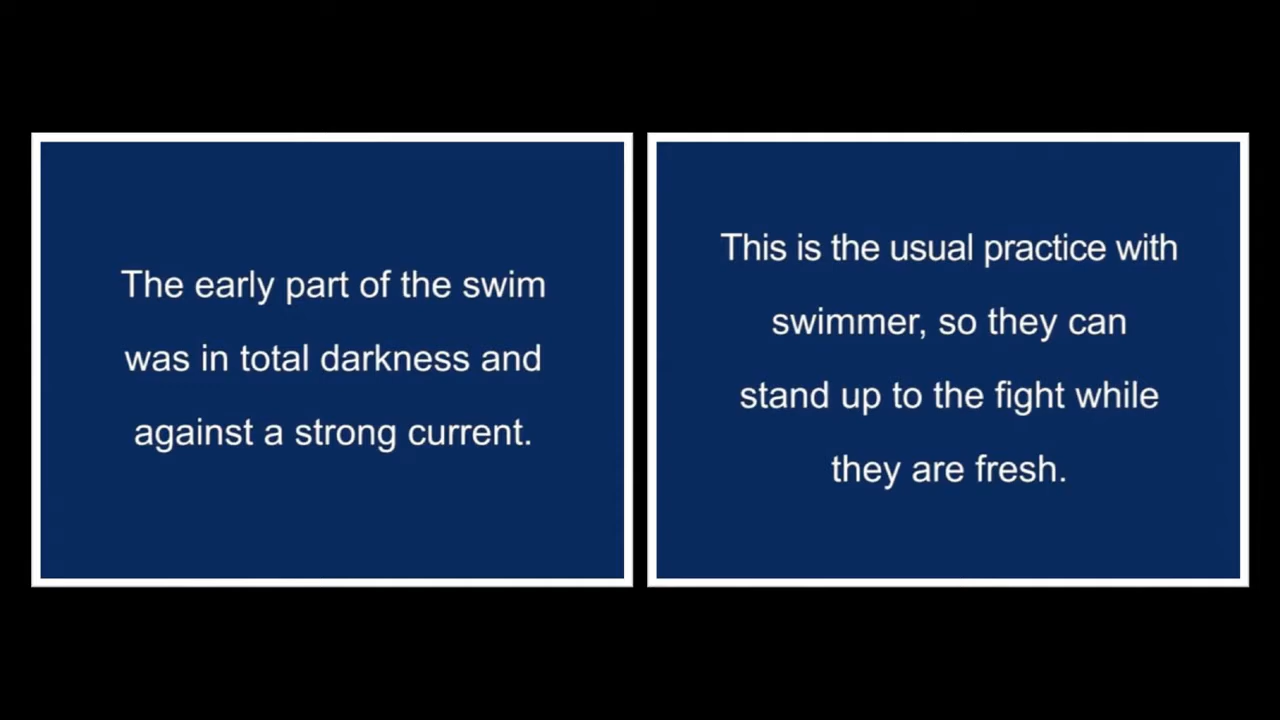 The early part of the swim
was in total darkness and
against a strong current.
This is the usual practice with
swimmer, so they can
stand up to the fight while
they are fresh.